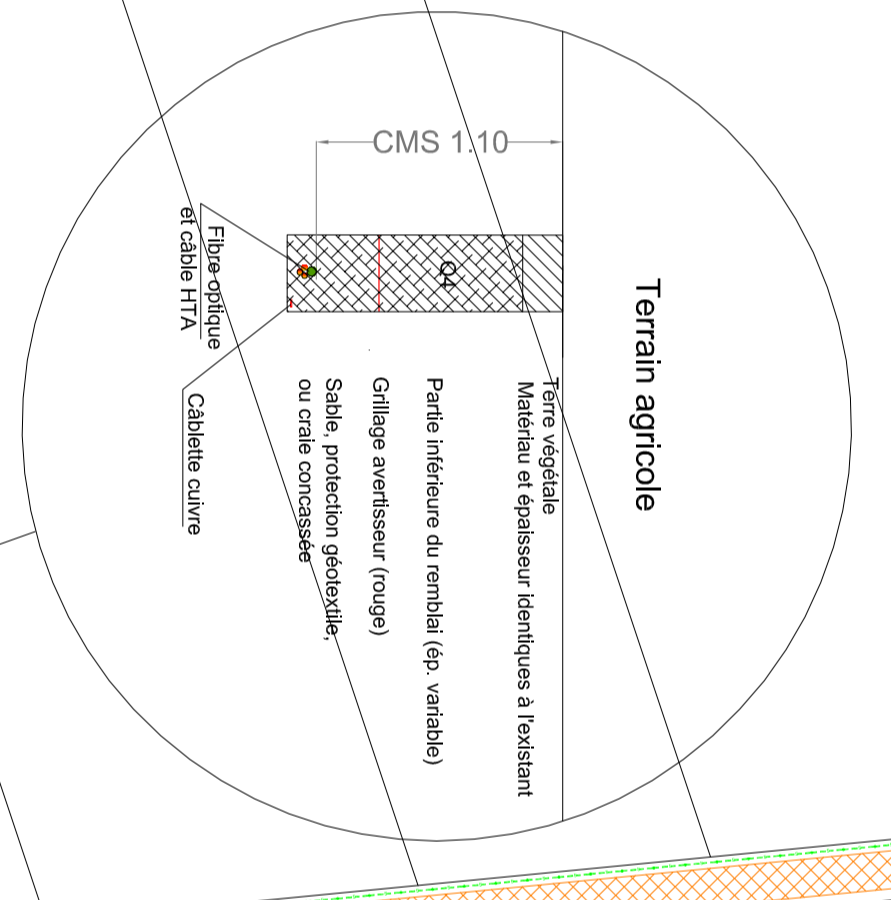 Terrain agricole
CMS 1.10
Q4
Terre végétale
Matériau et épaisseur identiques à l'existant
Partie inférieure du remblai (ép. variable)
Grillage avertisseur (rouge)
Sable, protection géotextile,
ou craie concassée
Fibre optique
et câble HTA
Câblette cuivre